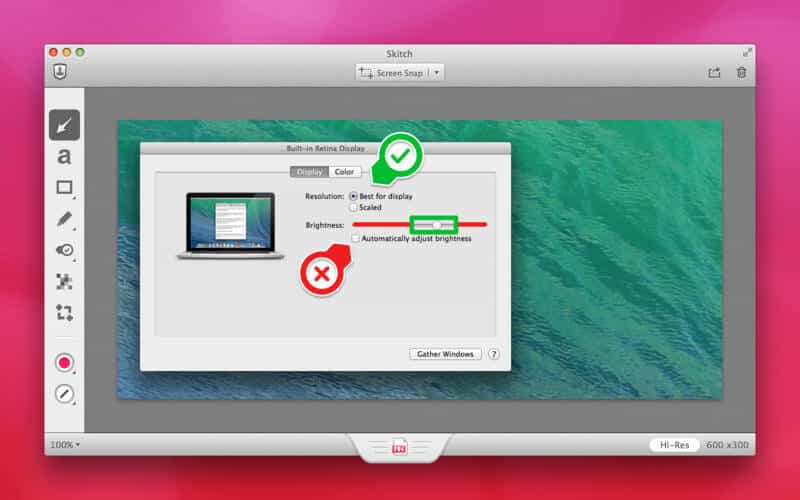 Skitch
Screen Snap
a
Built-in Retina Display
Display Color
Resolution: Best for display
Scaled
Brightness:
Automatically adjust brightness
Gather Windows ?
100%
Hi-Res 600 x300